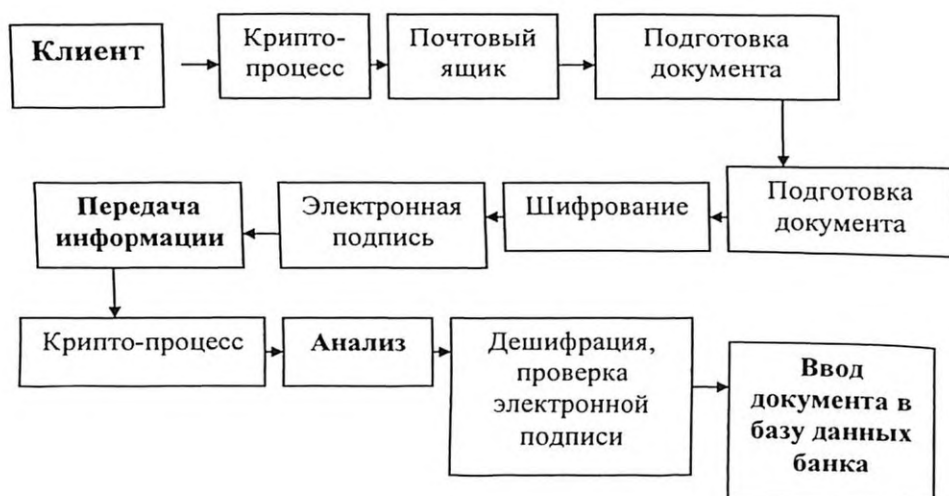 Клиент
Крипто-
процесс
Почтовый
ящик
Подготовка
документа
Подготовка
документа
Шифрование
Электронная
подпись
Передача
информации
Крипто-процесс
Анализ
Дешифрация,
проверка
электронной
подписи
Ввод
документа в
базу данных
банка